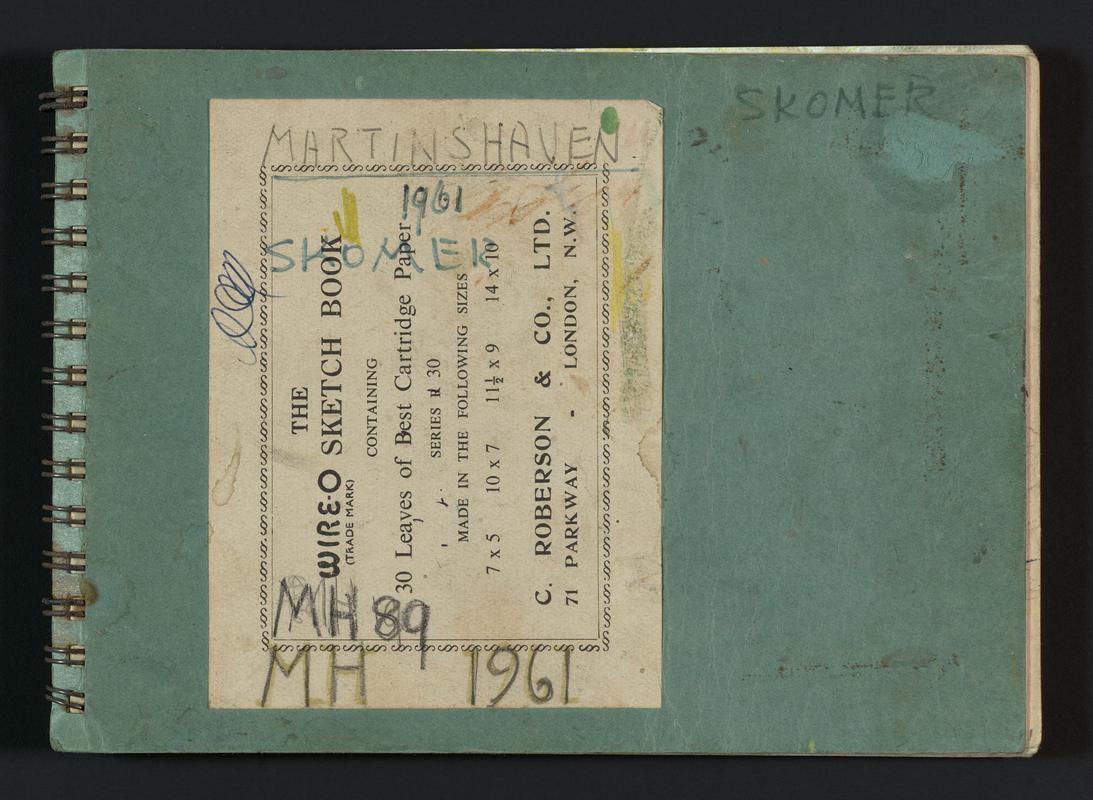 SKOMER
MARTINSHAVEN
1961
SKOMER
THE
WIRE-O SKETCH BOOK
(TRADE MARK)
CONTAINING
30 Leaves of Best Cartridge Paper
SERIES 30
MADE IN THE FOLLOWING SIZES
7 x 5 10 x 7 11½ x 9 14 x 10
C. ROBERSON & CO., LTD.
71 PARKWAY - LONDON, N.W.
MH 89
MH 1961